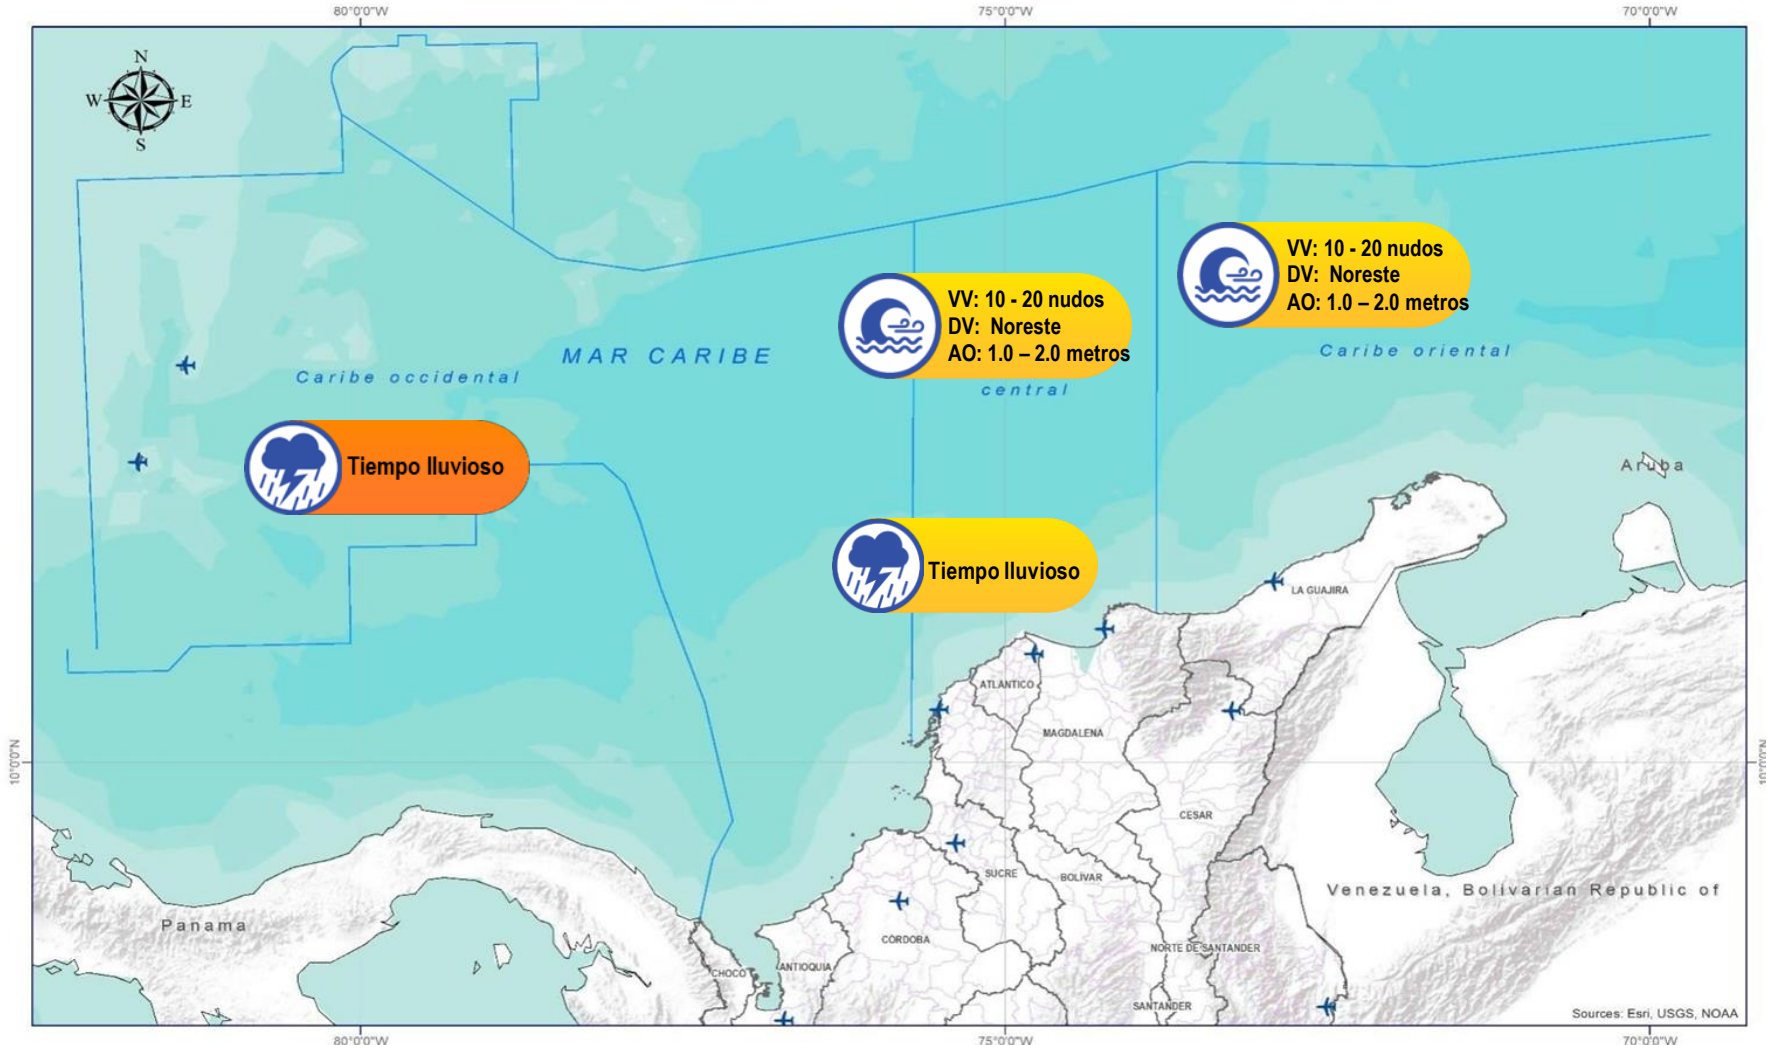 80°0'0"W
75°0'0"W
70°0'0"W
N
W
E
S
VV: 10 - 20 nudos
DV: Noreste
AO: 1.0 – 2.0 metros
VV: 10 - 20 nudos
DV: Noreste
AO: 1.0 – 2.0 metros
MAR CARIBE
Caribe occidental
central
Caribe oriental
Tiempo lluvioso
Aruba
Tiempo lluvioso
LA GUAJIRA
ATLANTICO
MAGDALENA
10°0'0"N
10°0'0"N
CESAR
SUCRE
BOLIVAR
Venezuela, Bolivarian Republic of
Panama
CORDOBA
NORTE DE SANTANDER
CHOCO
ANTIOQUIA
SANTANDER
Sources: Esri, USGS, NOAA
80°0'0"W
75°0'0"W
70°0'0"W